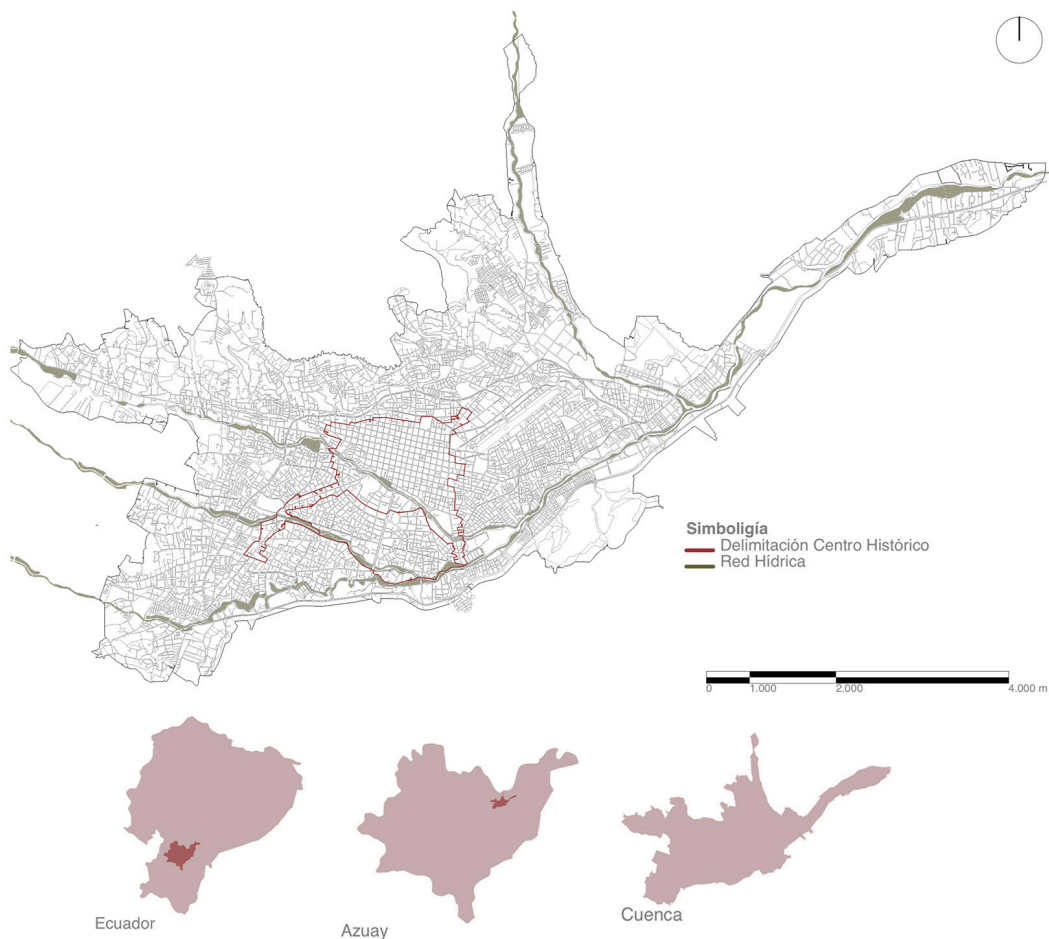 Simboligía
Delimitación Centro Histórico
Red Hídrica
0 1.000 2.000 4.000 m
Ecuador
Azuay
Cuenca